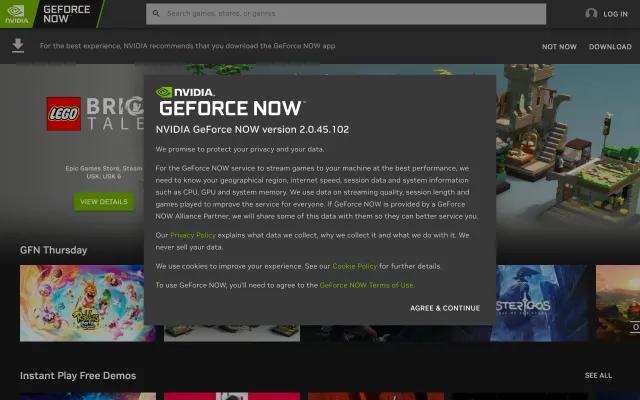 NVIDIA
GEFORCE
NOW
Search games, stores, or genres
LOG IN
For the best experience, NVIDIA recommends that you download the GeForce NOW app.
NOT NOW
DOWNLOAD
LEGO
BRIC
TALE
Epic Games Store, Steam
USK: USK 6
VIEW DETAILS
NVIDIA.
GEFORCE NOW
NVIDIA GeForce NOW version 2.0.45.102
We promise to protect your privacy and your data.
For the GeForce NOW service to stream games to your machine at the best performance, we
need to know your geographical region, internet speed, session data and system information
such as CPU, GPU and system memory. We use data on streaming quality, session length and
games played to improve the service for everyone. If GeForce NOW is provided by a GeForce
NOW Alliance Partner, we will share some of this data with them so they can better service you.
Our Privacy Policy explains what data we collect, why we collect it and what we do with it. We
never sell your data.
We use cookies to improve your experience. See our Cookie Policy for further details.
To use GeForce NOW, you'll need to agree to the GeForce NOW Terms of Use.
AGREE & CONTINUE
GFN Thursday
STERIGOS
Instant Play Free Demos
SEE ALL